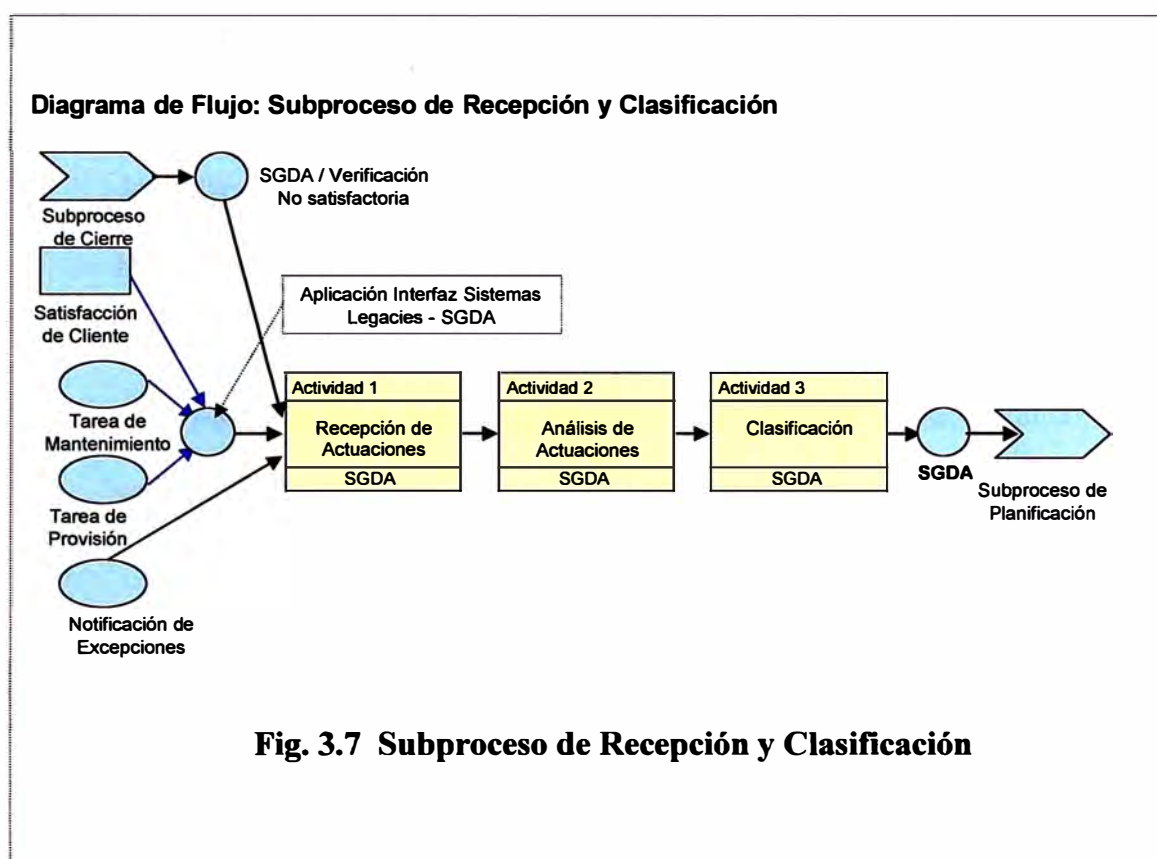 Diagrama de Flujo: Subproceso de Recepción y Clasificación
SGDA / Verificación
No satisfactoria
Subproceso
de Cierre
Aplicación Interfaz Sistemas
Legacies - SGDA
Satisfacción
de Cliente
Actividad 1
Recepción de
Actuaciones
SGDA
Actividad 2
Análisis de
Actuaciones
SGDA
Actividad 3
Clasificación
SGDA
SGDA
Subproceso de
Planificación
Tarea de
Mantenimiento
Tarea de
Provisión
Notificación de
Excepciones
Fig. 3.7 Subproceso de Recepción y Clasificación